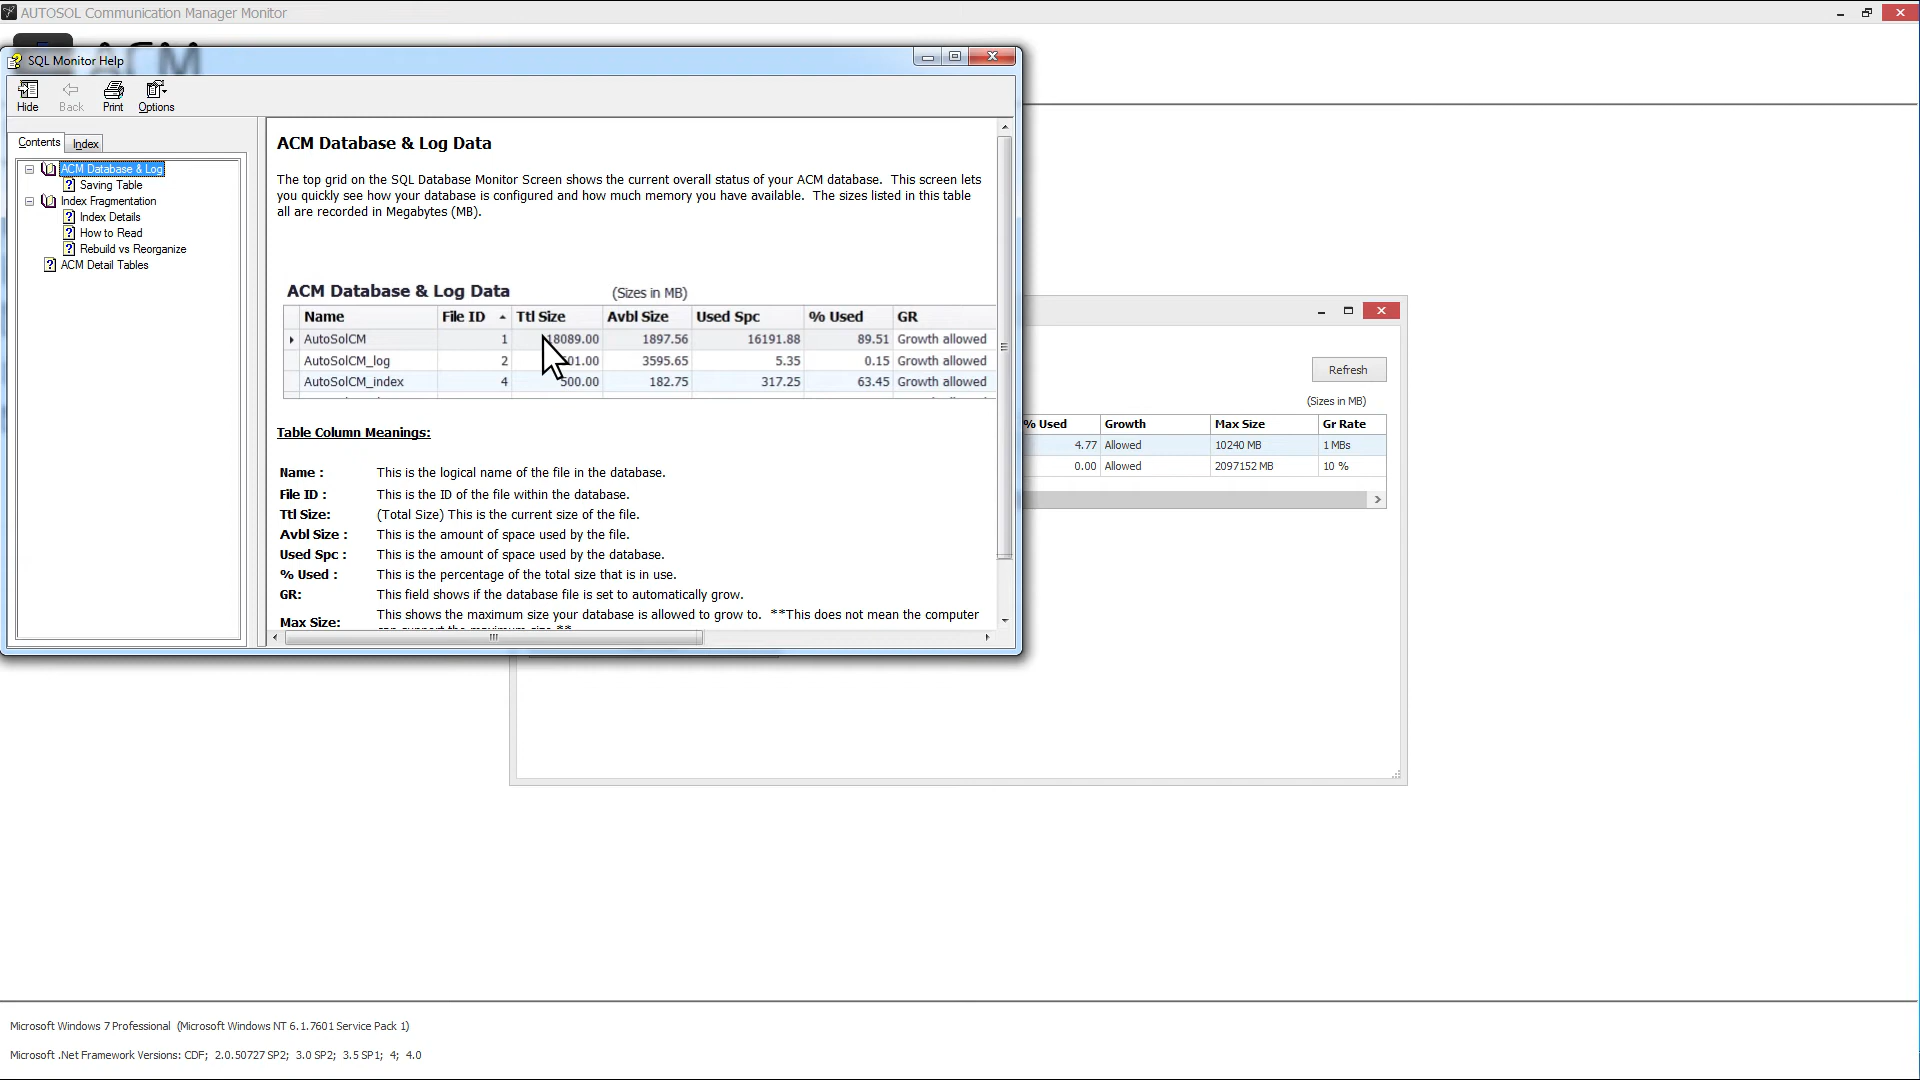 AUTOSOL Communication Manager Monitor
ACM
SQL Monitor Help
Hide Back Print Options
Contents Index
ACM Database & Log
Saving Table
Index Fragmentation
Index Details
How to Read
Rebuild vs Reorganize
ACM Detail Tables
ACM Database & Log Data
The top grid on the SQL Database Monitor Screen shows the current overall status of your ACM database. This screen lets
you quickly see how your database is configured and how much memory you have available. The sizes listed in this table
all are recorded in Megabytes (MB).
ACM Database & Log Data (Sizes in MB)
Name File ID Ttl Size Avbl Size Used Spc % Used GR
AutoSolCM 1 18089.00 1897.56 16191.88 89.51 Growth allowed
AutoSolCM_log 2 01.00 3595.65 5.35 0.15 Growth allowed
AutoSolCM_index 4 500.00 182.75 317.25 63.45 Growth allowed
Table Column Meanings:
Name : This is the logical name of the file in the database.
File ID : This is the ID of the file within the database.
Ttl Size: (Total Size) This is the current size of the file.
Avbl Size : This is the amount of space used by the file.
Used Spc : This is the amount of space used by the database.
% Used : This is the percentage of the total size that is in use.
GR: This field shows if the database file is set to automatically grow.
Max Size: This shows the maximum size your database is allowed to grow to. **This does not mean the computer
Refresh
(Sizes in MB)
% Used Growth Max Size Gr Rate
4.77 Allowed 10240 MB 1 MBs
0.00 Allowed 2097152 MB 10 %
Microsoft Windows 7 Professional (Microsoft Windows NT 6.1.7601 Service Pack 1)
Microsoft .Net Framework Versions: CDF; 2.0.50727 SP2; 3.0 SP2; 3.5 SP1; 4; 4.0